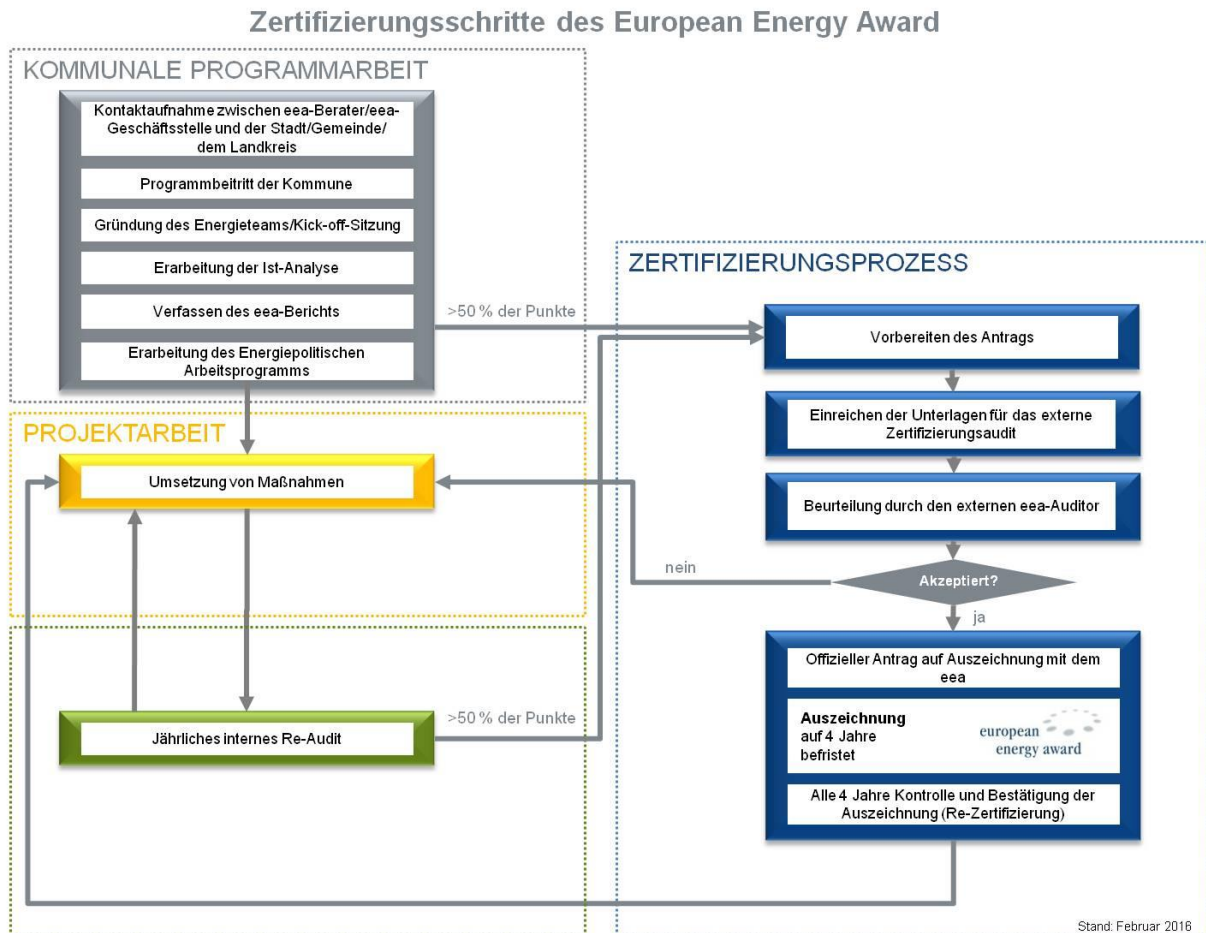 Zertifizierungsschritte des European Energy Award
KOMMUNALE PROGRAMMARBEIT
Kontaktaufnahme zwischen eea-Berater/eea-
Geschäftsstelle und der Stadt/Gemeinde/
dem Landkreis
Programmbeitritt der Kommune
Gründung des Energieteams/Kick-off-Sitzung
Erarbeitung der Ist-Analyse
Verfassen des eea-Berichts
Erarbeitung des Energiepolitischen
Arbeitsprogramms
>50 % der Punkte
PROJEKTARBEIT
Umsetzung von Maßnahmen
Jährliches internes Re-Audit
>50 % der Punkte
ZERTIFIZIERUNGSPROZESS
Vorbereiten des Antrags
Einreichen der Unterlagen für das externe
Zertifizierungsaudit
Beurteilung durch den externen eea-Auditor
Akzeptiert?
nein
ja
Offizieller Antrag auf Auszeichnung mit dem
eea
Auszeichnung
auf 4 Jahre
befristet
european
energy award
Alle 4 Jahre Kontrolle und Bestätigung der
Auszeichnung (Re-Zertifizierung)
Stand: Februar 2016